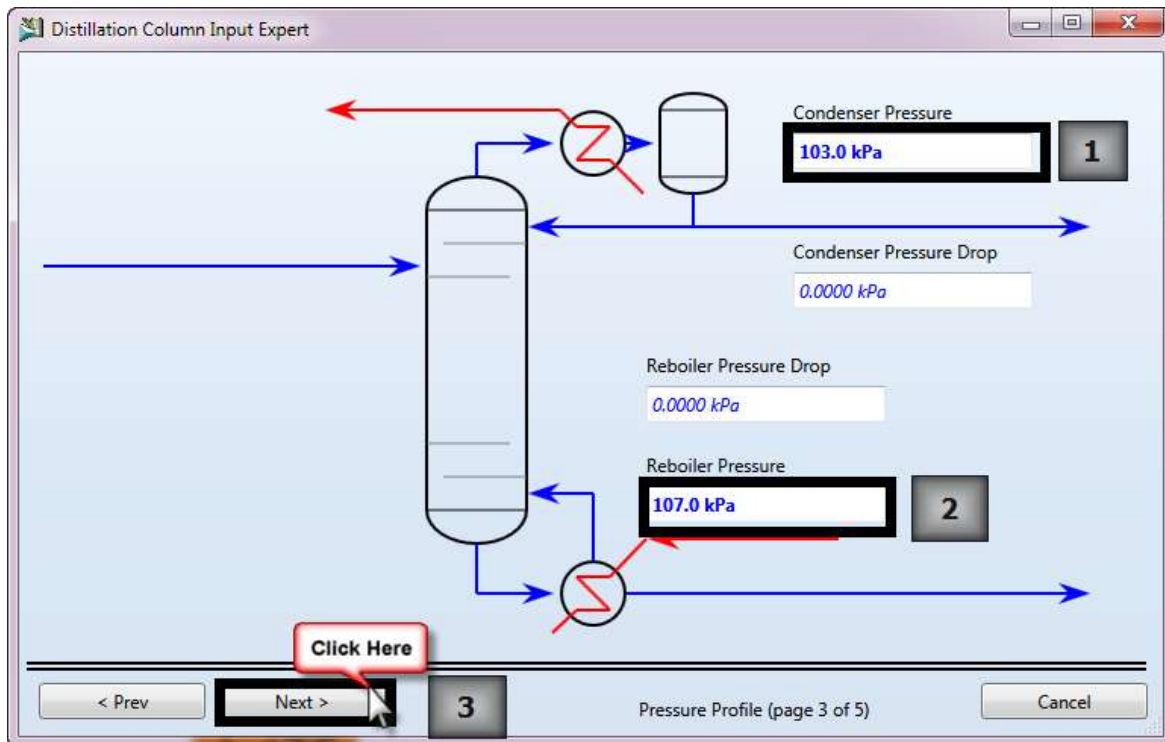 Distillation Column Input Expert
Condenser Pressure
103.0 kPa
1
Condenser Pressure Drop
0.0000 kPa
Reboiler Pressure Drop
0.0000 kPa
Reboiler Pressure
107.0 kPa
2
Click Here
< Prev
Next >
3
Pressure Profile (page 3 of 5)
Cancel